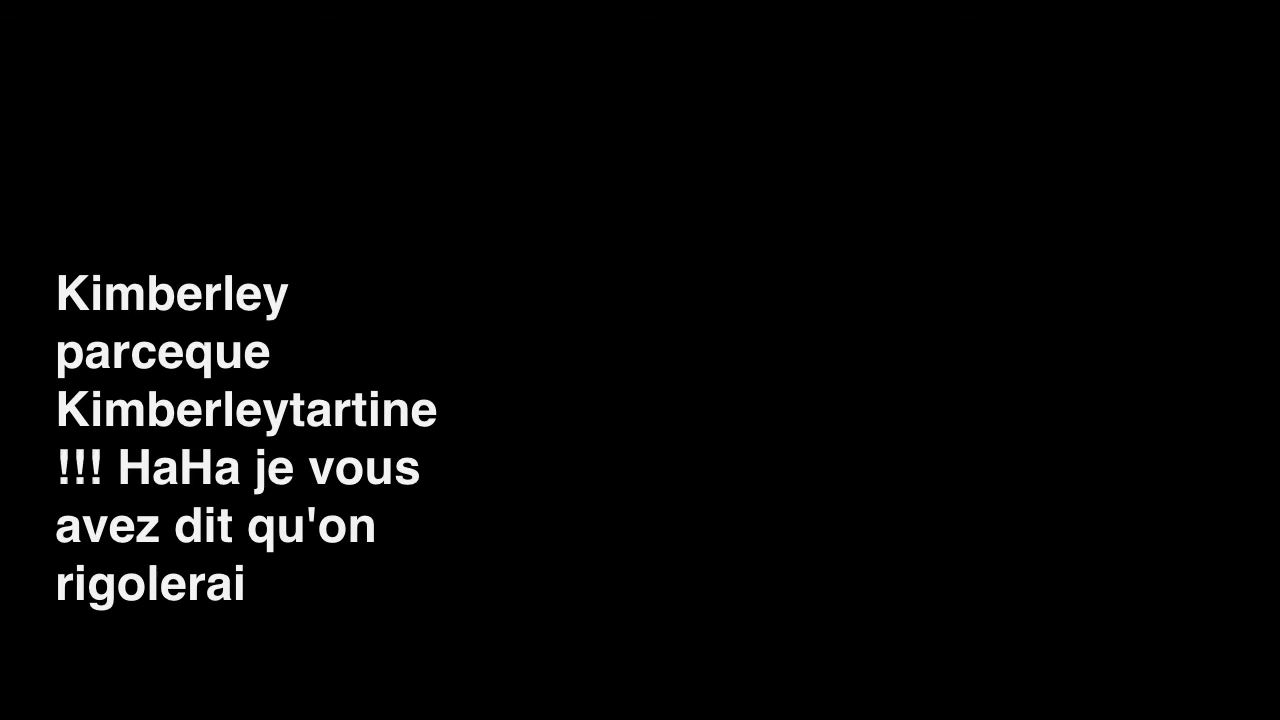 Kimberley
parceque
Kimberleytartine
!!! HaHa je vous
avez dit qu'on
rigolerai